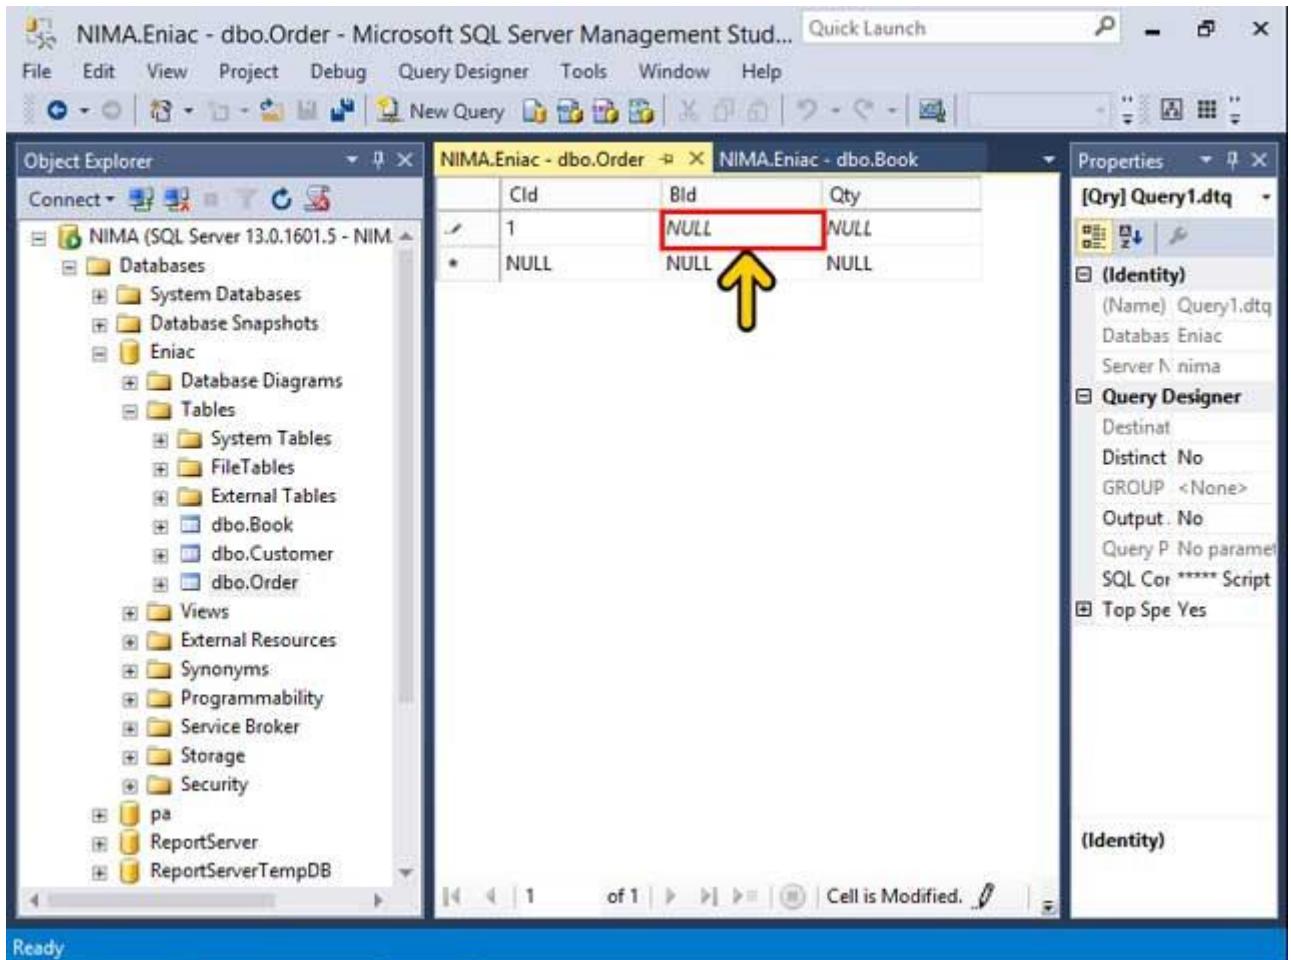 NIMA.Eniac - dbo.Order - Microsoft SQL Server Management Stud...
Quick Launch
File Edit View Project Debug Query Designer Tools Window Help
New Query
Object Explorer
Connect
NIMA (SQL Server 13.0.1601.5 - NIM
Databases
System Databases
Database Snapshots
Eniac
Database Diagrams
Tables
System Tables
FileTables
External Tables
dbo.Book
dbo.Customer
dbo.Order
Views
External Resources
Synonyms
Programmability
Service Broker
Storage
Security
pa
ReportServer
ReportServerTempDB
NIMA.Eniac - dbo.Order
NIMA.Eniac - dbo.Book
CId BId Qty
1 NULL NULL
NULL NULL NULL
1 of 1 Cell is Modified.
Properties
[Qry] Query1.dtq
(Identity)
(Name) Query1.dtq
Databas Eniac
Server N nima
Query Designer
Destinat
Distinct No
GROUP <None>
Output . No
Query P No paramet
SQL Cor ***** Script
Top Spe Yes
(Identity)
Ready